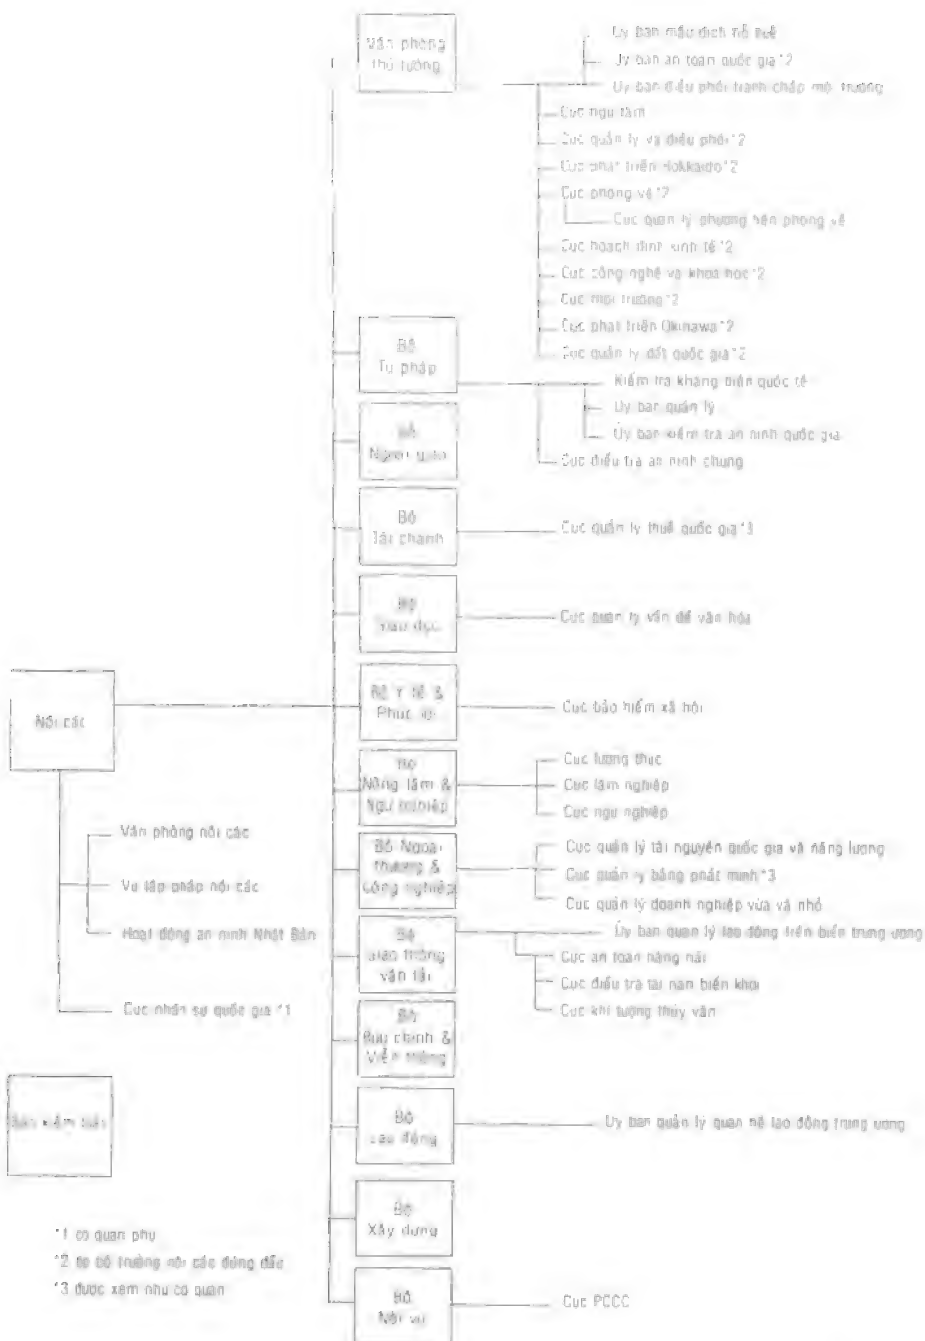 Văn phòng
thủ tướng
Ủy ban mậu dịch
Ủy ban an toàn quốc gia *2
Ủy ban điều phối tranh chấp môi trường
Cục ngự lãm
Cục quản lý và điều phối *2
Cục phát triển Hokkaido *2
Cục phòng vệ *2
Cục quản lý phương tiện phòng vệ
Cục hoạch định kinh tế *2
Cục công nghệ và khoa học *2
Cục môi trường *2
Cục phát triển Okinawa *2
Cục quản lý đất quốc gia *2
Bộ
Tư pháp
Kiểm tra kháng biện quốc tế
Ủy ban quản lý
Ủy ban kiểm tra an ninh quốc gia
Cục điều tra an ninh chung
Bộ
Ngoại giao
Bộ
Tài chánh
Cục quản lý thuế quốc gia *3
Bộ
Giáo dục
Cục quản lý vấn đề văn hóa
Nội các
Bộ Y tế &
Phúc lợi
Cục bảo hiểm xã hội
Bộ
Nông lâm &
Ngư nghiệp
Cục lương thực
Cục lâm nghiệp
Cục ngư nghiệp
Văn phòng nội các
Vụ lập pháp nội các
Hoạt động an ninh Nhật Bản
Cục nhân sự quốc gia *1
Bộ Ngoại
thương &
Công nghiệp
Cục quản lý tài nguyên quốc gia và năng lượng
Cục quản lý bằng phát minh *3
Cục quản lý doanh nghiệp vừa và nhỏ
Bộ
Giao thông
vận tải
Ủy ban quản lý lao động trên biển trung ương
Cục an toàn hàng hải
Cục điều tra tai nạn biển khơi
Cục khí tượng thủy văn
Bộ
Bưu chánh &
Viễn thông
Ban kiểm toán
Bộ
Lao động
Ủy ban quản lý quan hệ lao động trung ương
Bộ
Xây dựng
Bộ
Nội vụ
Cục PCCC
*1 cơ quan phụ
*2 do bộ trưởng nội các đứng đầu
*3 được xem như cơ quan